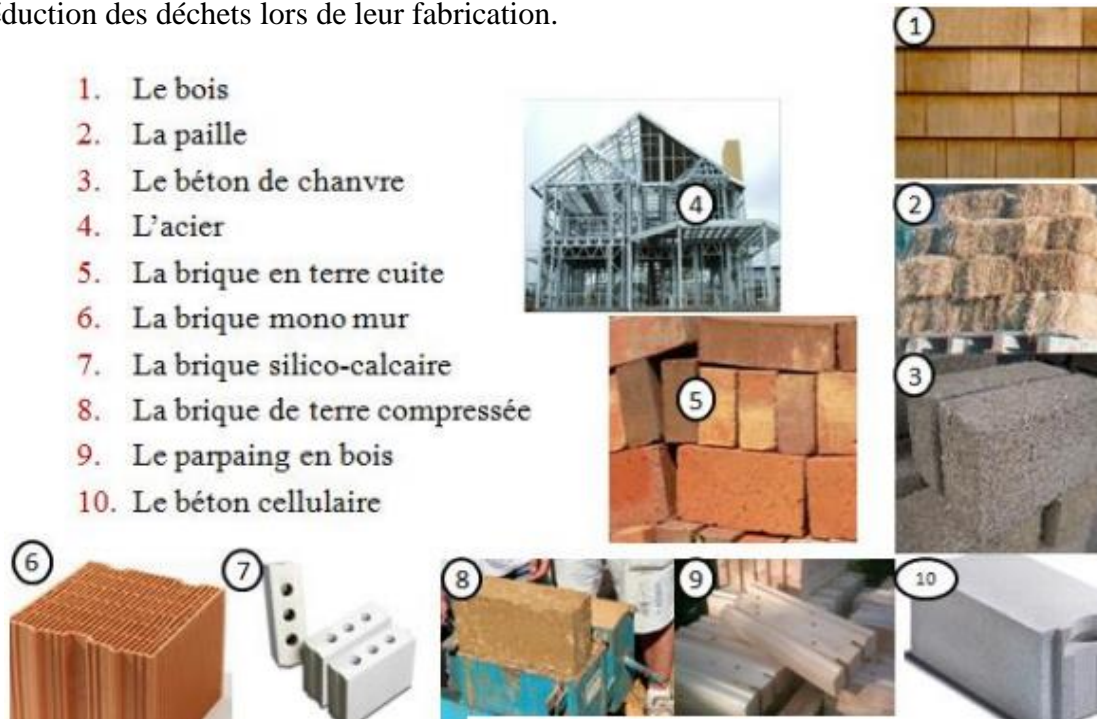 éduction des déchets lors de leur fabrication.
1. Le bois
2. La paille
3. Le béton de chanvre
4. L’acier
5. La brique en terre cuite
6. La brique mono mur
7. La brique silico-calcaire
8. La brique de terre compressée
9. Le parpaing en bois
10. Le béton cellulaire
1
2
3
4
5
6
7
8
9
10